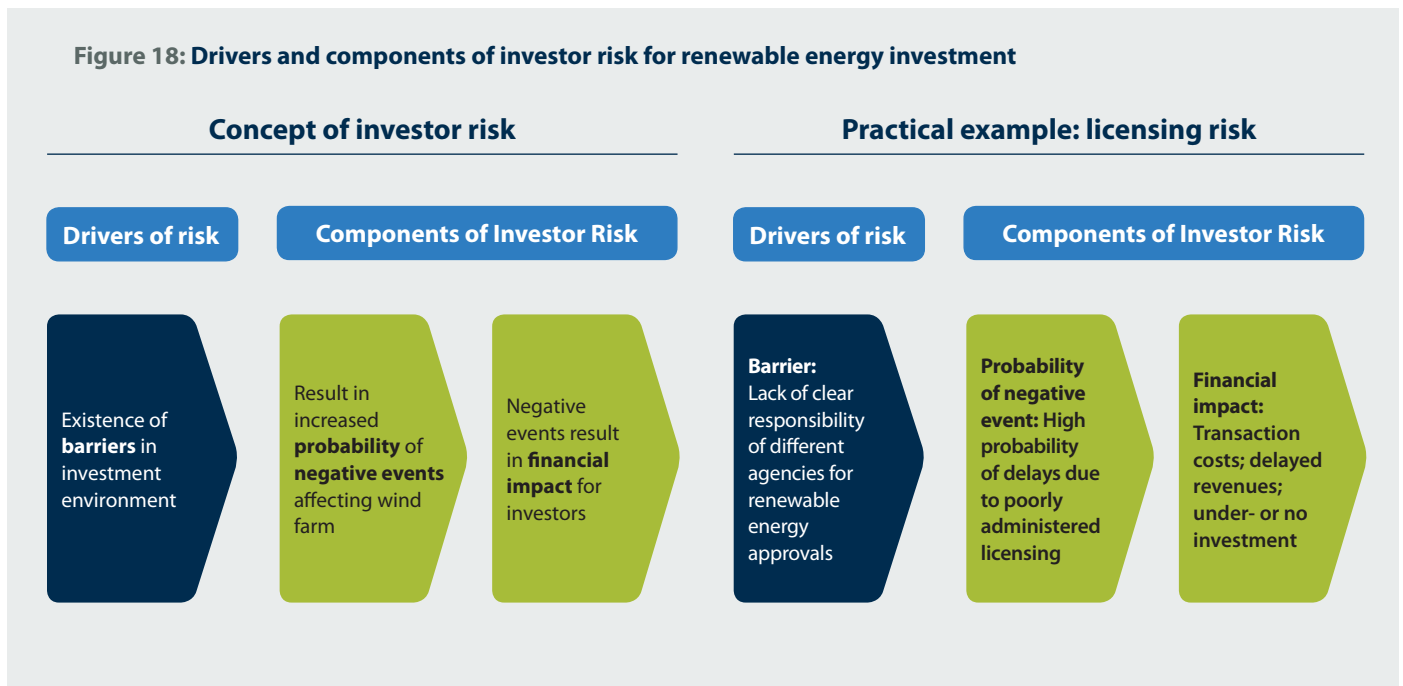 Figure 18: Drivers and components of investor risk for renewable energy investment
Concept of investor risk
Drivers of risk
Components of Investor Risk
Existence of
barriers in
investment
environment
Result in
increased
probability of
negative events
affecting wind
farm
Negative
events result
in financial
impact for
investors
Practical example: licensing risk
Drivers of risk
Components of Investor Risk
Barrier:
Lack of clear
responsibility
of different
agencies for
renewable
energy
approvals
Probability
of negative
event: High
probability
of delays due
to poorly
administered
licensing
Financial
impact:
Transaction
costs; delayed
revenues;
under- or no
investment